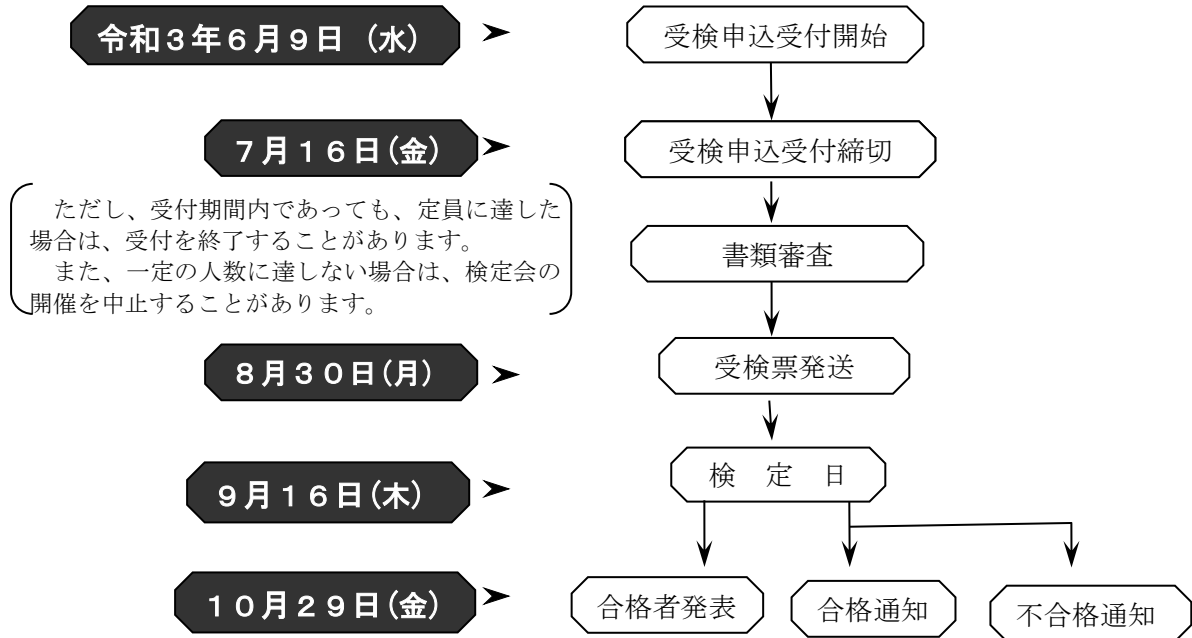 令和３年６月９日（水）
受検申込受付開始
７月１６日(金)
受検申込受付締切
ただし、受付期間内であっても、定員に達した
場合は、受付を終了することがあります。
また、一定の人数に達しない場合は、検定会の
開催を中止することがあります。
書類審査
８月３０日(月)
受検票発送
９月１６日(木)
検　定　日
１０月２９日(金)
合格者発表
合格通知
不合格通知